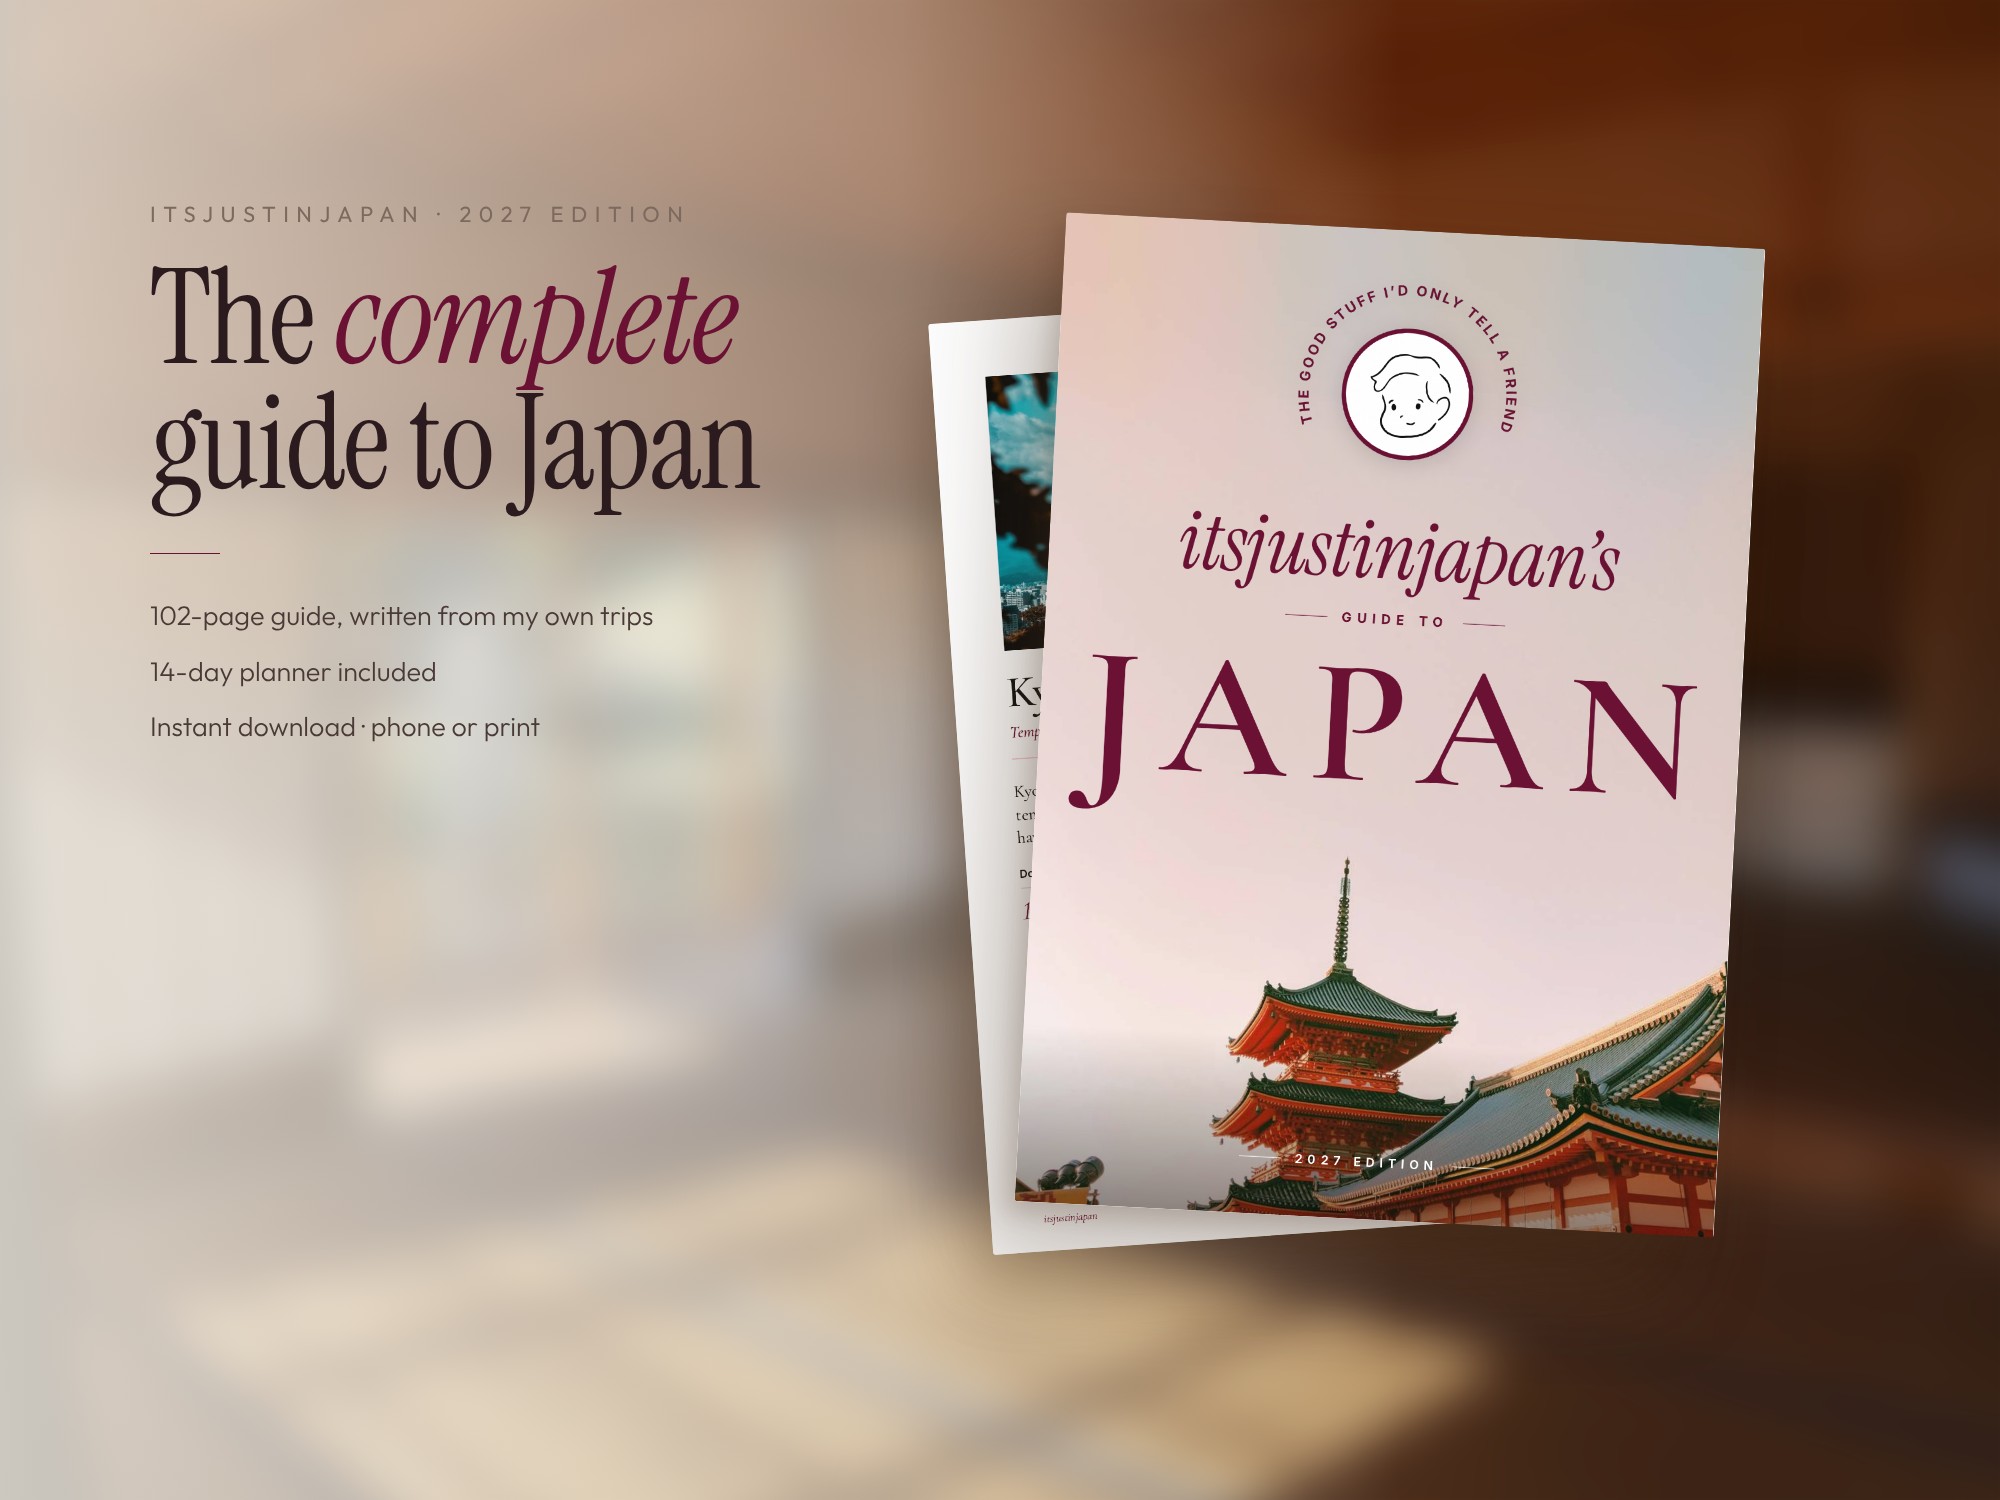 ITSJUSTINJAPAN · 2027 EDITION
The complete
guide to Japan
102-page guide, written from my own trips
14-day planner included
Instant download · phone or print
THE GOOD STUFF I'D ONLY TELL A FRIEND
itsjustinjapan's
GUIDE TO
JAPAN
2027 EDITION
itsjustinjapan